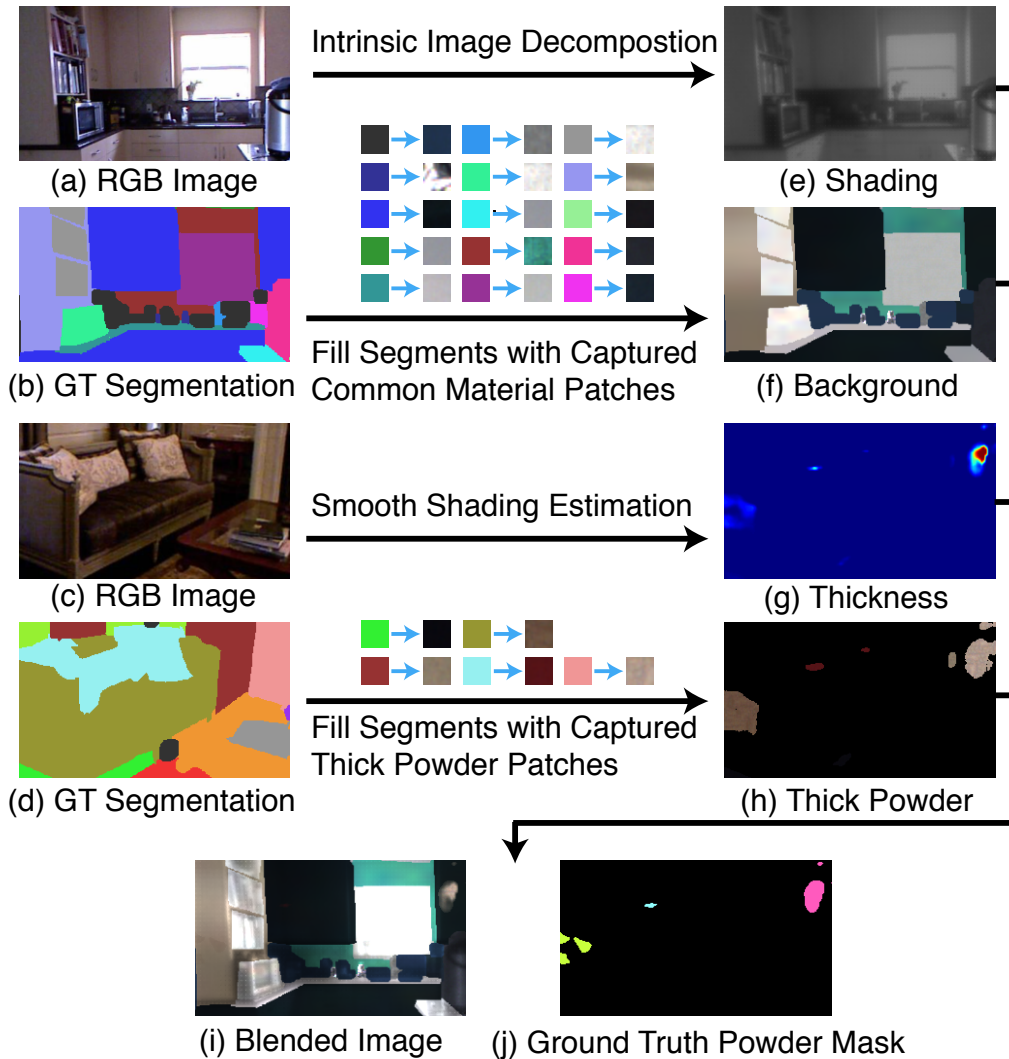 Intrinsic Image Decompostion
(a) RGB Image
(e) Shading
(b) GT Segmentation
Fill Segments with Captured
Common Material Patches
(f) Background
Smooth Shading Estimation
(c) RGB Image
(g) Thickness
Fill Segments with Captured
Thick Powder Patches
(d) GT Segmentation
(h) Thick Powder
(i) Blended Image
(j) Ground Truth Powder Mask